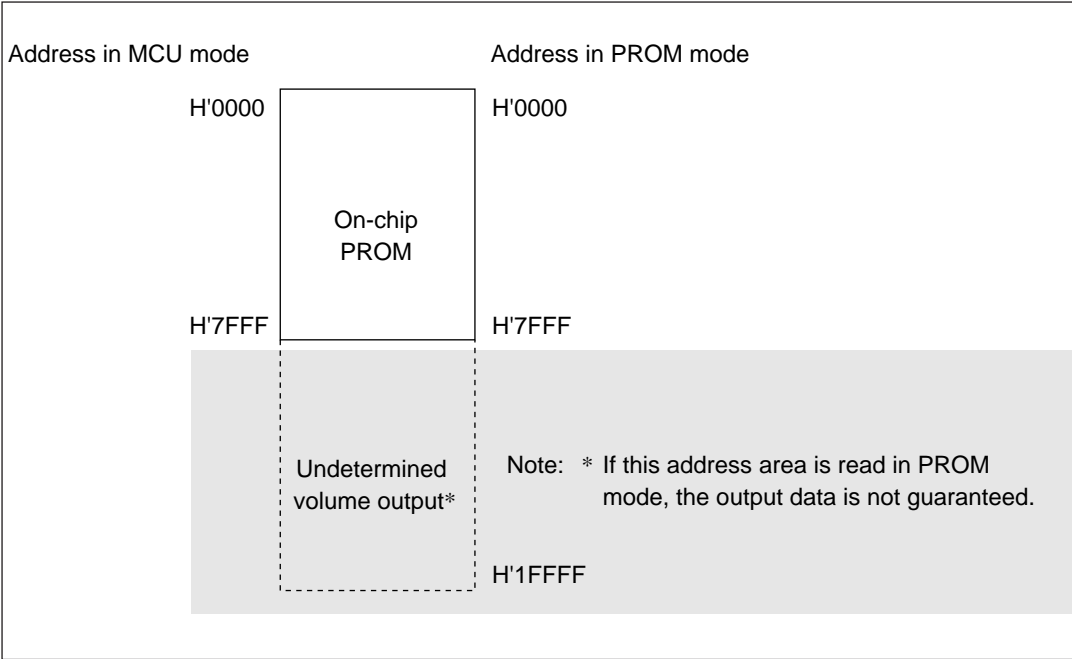 Address in MCU mode
Address in PROM mode
H'0000
H'0000
On-chip
PROM
H'7FFF
H'7FFF
Undetermined
volume output*
Note: * If this address area is read in PROM
mode, the output data is not guaranteed.
H'1FFFF